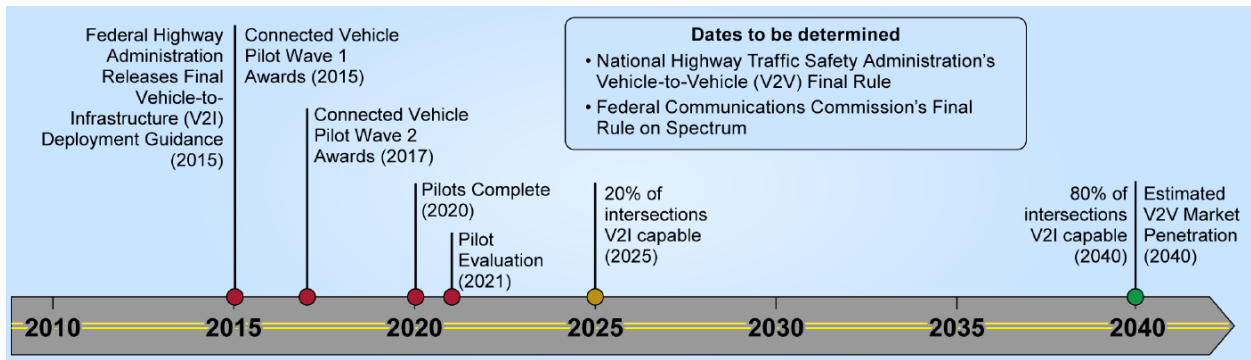 Federal Highway
Administration
Releases Final
Vehicle-to-
Infrastructure (V2I)
Deployment Guidance
(2015)
Connected Vehicle
Pilot Wave 1
Awards (2015)
Connected Vehicle
Pilot Wave 2
Awards (2017)
Pilots Complete
(2020)
Pilot
Evaluation
(2021)
Dates to be determined
• National Highway Traffic Safety Administration's
Vehicle-to-Vehicle (V2V) Final Rule
• Federal Communications Commission's Final
Rule on Spectrum
20% of
intersections
V2I capable
(2025)
80% of
intersections
V2I capable
(2040)
Estimated
V2V Market
Penetration
(2040)
2010 2015 2020 2025 2030 2035 2040